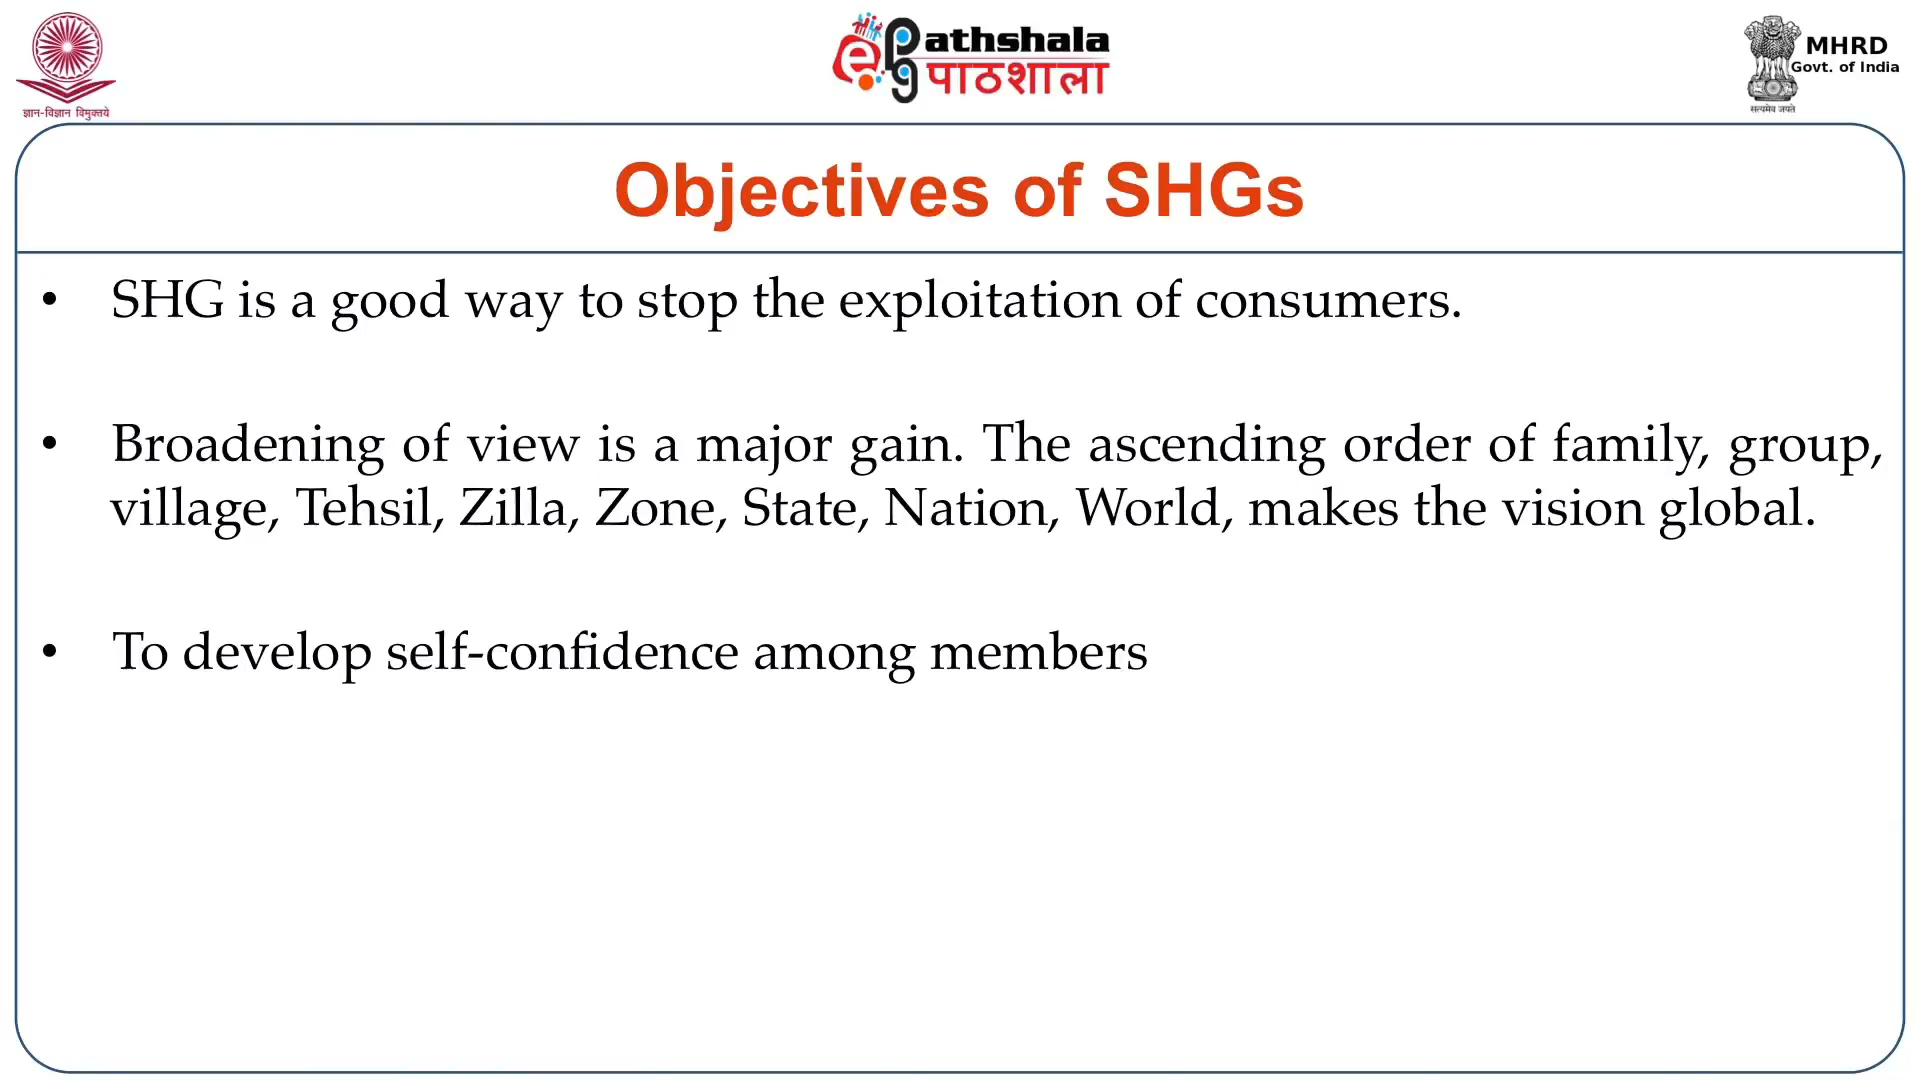 ज्ञान-विज्ञान विमुक्तये
e pg athshala
पाठशाला
MHRD
Govt. of India
सत्यमेव जयते
Objectives of SHGs
• SHG is a good way to stop the exploitation of consumers.
• Broadening of view is a major gain. The ascending order of family, group,
village, Tehsil, Zilla, Zone, State, Nation, World, makes the vision global.
• To develop self-confidence among members